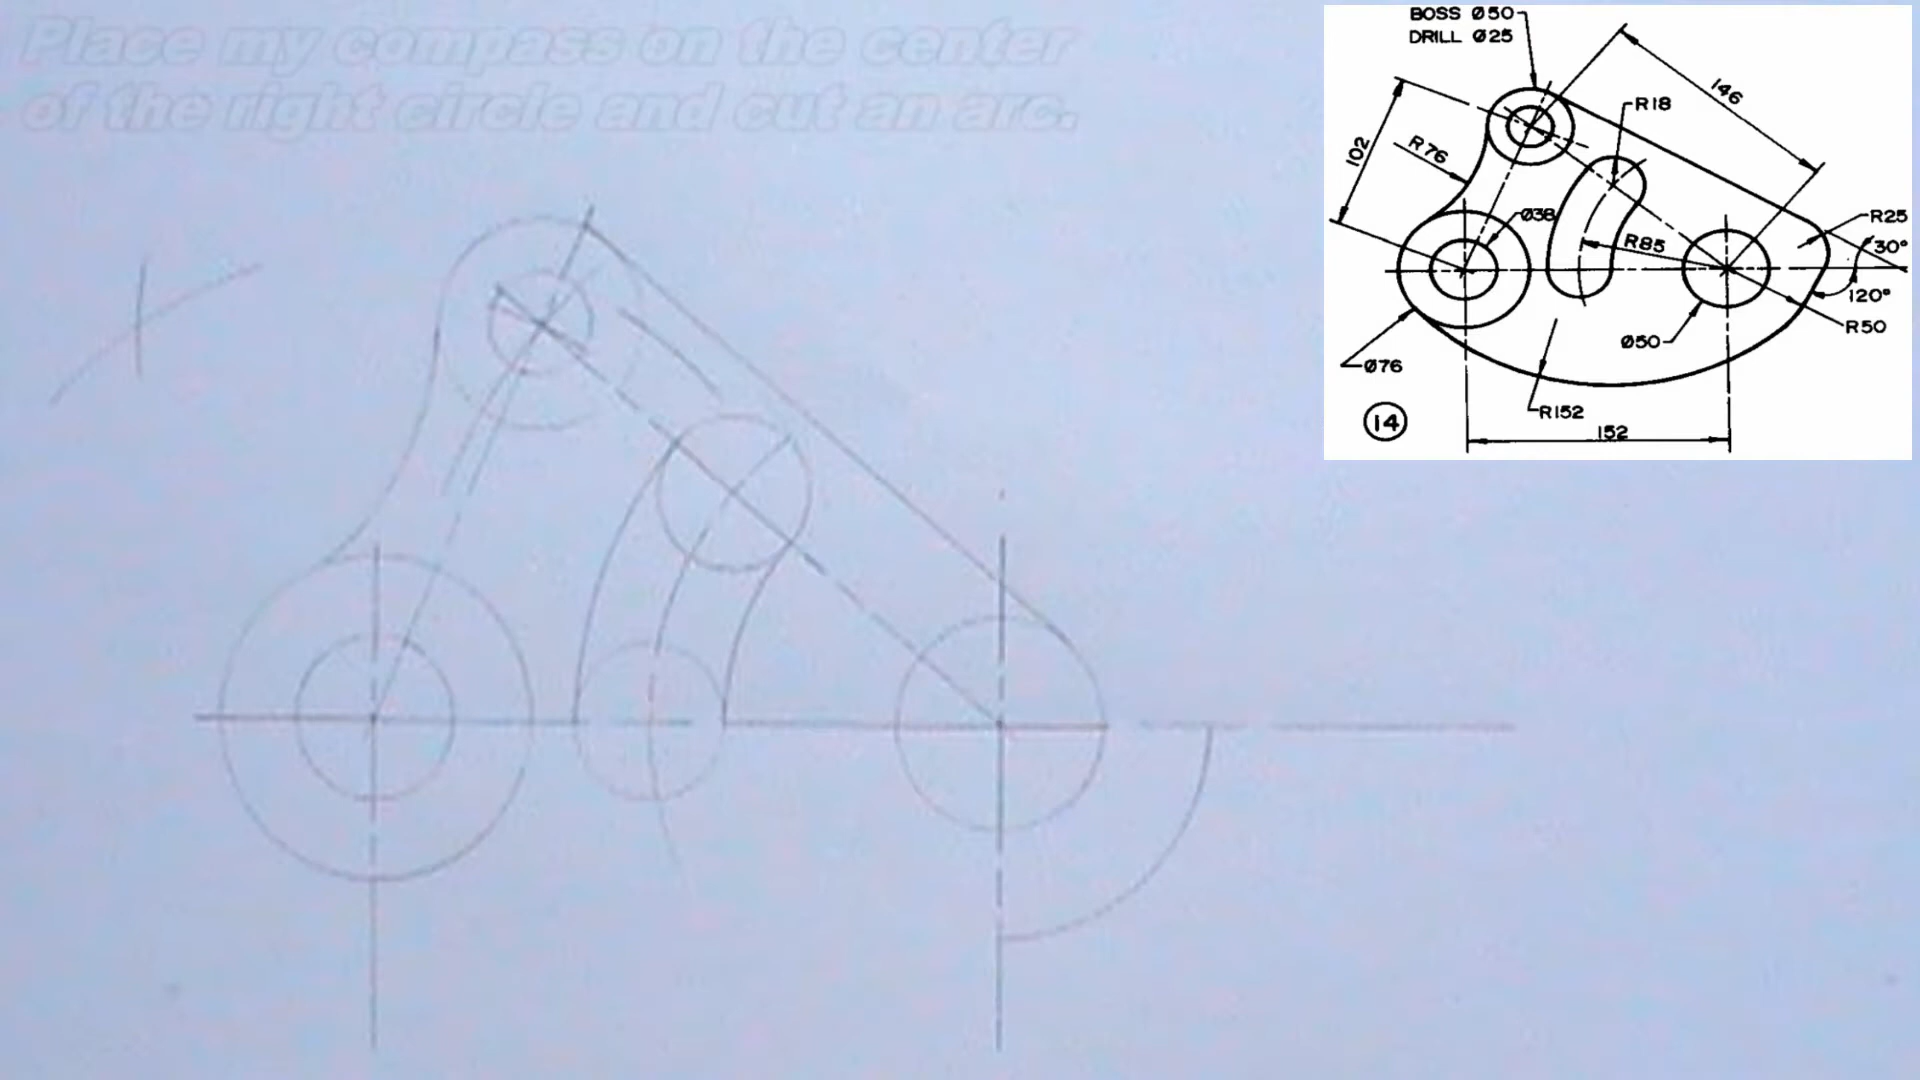 Place my compass on the center
of the right circle and cut an arc.
BOSS Ø50
DRILL Ø25
146
R18
102
R76
Ø38
R25
R85
30°
120°
R50
Ø50
Ø76
R152
14
152